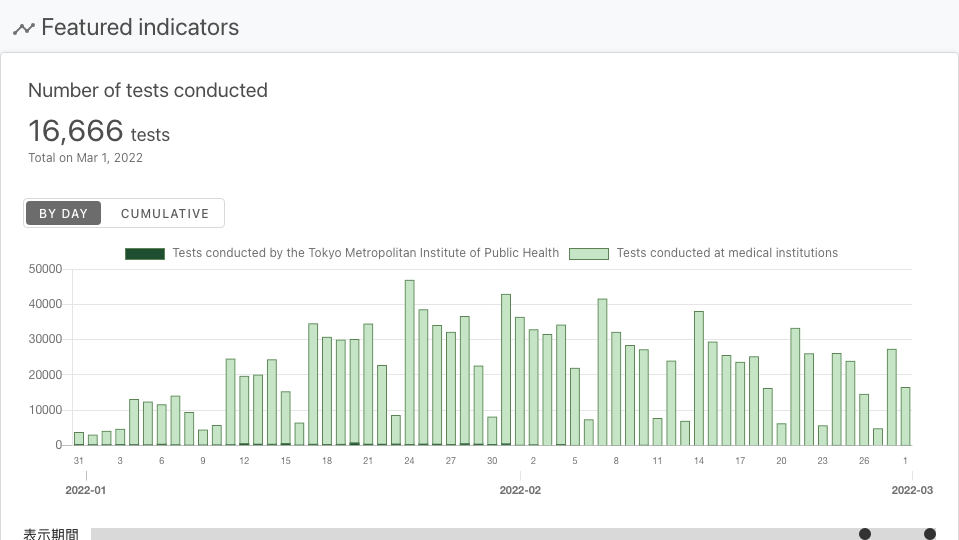 Featured indicators
Number of tests conducted
16,666 tests
Total on Mar 1, 2022
BY DAY CUMULATIVE
Tests conducted by the Tokyo Metropolitan Institute of Public Health Tests conducted at medical institutions
50000
40000
30000
20000
10000
0
31 3 6 9 12 15 18 21 24 27 30 2 5 8 11 14 17 20 23 26 1
2022-01 2022-02 2022-03
表示期間